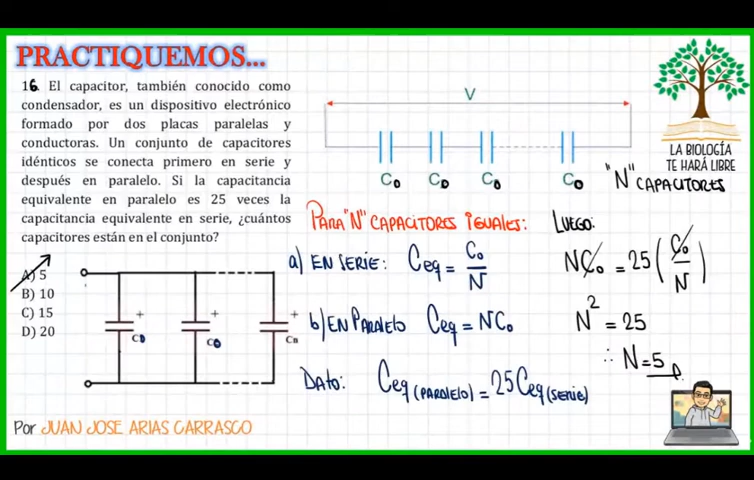 PRACTIQUEMOS...
16. El capacitor, también conocido como
condensador, es un dispositivo electrónico
formado por dos placas paralelas y
conductoras. Un conjunto de capacitores
idénticos se conecta primero en serie y
después en paralelo. Si la capacitancia
equivalente en paralelo es 25 veces la
capacitancia equivalente en serie, ¿cuántos
capacitores están en el conjunto?
A) 5
B) 10
C) 15
D) 20
+ + +
C₀ C₀ Cn
V
C₀ C₀ C₀ C₀
"N" CAPACITORES
LA BIOLOGÍA
TE HARÁ LIBRE
PARA "N" CAPACITORES IGUALES:
a) EN SERIE: Ceq = C₀/N
b) EN PARALELO Ceq = NC₀
DATO: Ceq (PARALELO) = 25 Ceq (SERIE)
LUEGO:
NC₀ = 25 (C₀/N)
N² = 25
∴ N = 5
Por JUAN JOSE ARIAS CARRASCO